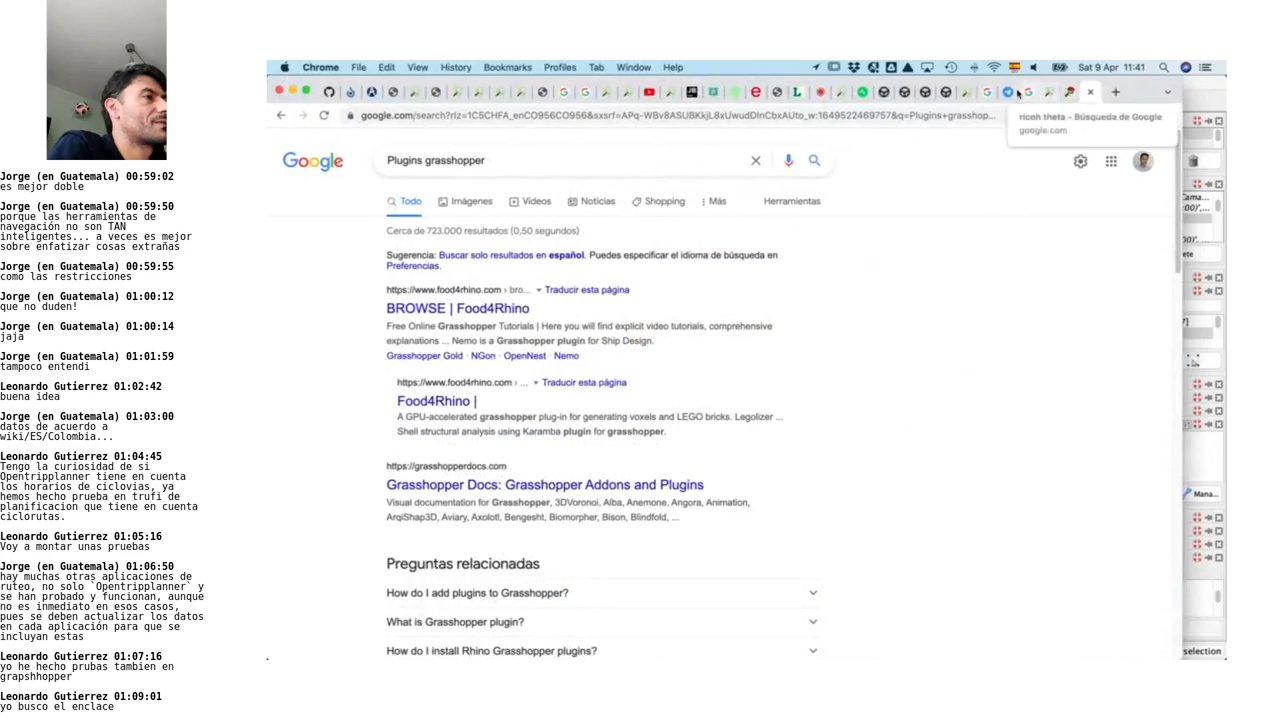 Jorge (en Guatemala) 00:59:02
es mejor doble
Jorge (en Guatemala) 00:59:50
porque las herramientas de
navegación no son TAN
inteligentes... a veces es mejor
sobre enfatizar cosas extrañas
Jorge (en Guatemala) 00:59:55
como las restricciones
Jorge (en Guatemala) 01:00:12
que no duden!
Jorge (en Guatemala) 01:00:14
jaja
Jorge (en Guatemala) 01:01:59
tampoco entendi
Leonardo Gutierrez 01:02:42
buena idea
Jorge (en Guatemala) 01:03:00
datos de acuerdo a
wiki/ES/Colombia...
Leonardo Gutierrez 01:04:45
Tengo la curiosidad de si
Opentripplanner tiene en cuenta
los horarios de ciclovias, ya
hemos hecho prueba en trufi de
planificacion que tiene en cuenta
ciclorutas.
Leonardo Gutierrez 01:05:16
Voy a montar unas pruebas
Jorge (en Guatemala) 01:06:50
hay muchas otras aplicaciones de
ruteo, no solo `Opentripplanner` y
se han probado y funcionan, aunque
no es inmediato en esos casos,
pues se deben actualizar los datos
en cada aplicación para que se
incluyan estas
Leonardo Gutierrez 01:07:16
yo he hecho prubas tambien en
grapshhopper
Leonardo Gutierrez 01:09:01
yo busco el enclace
Chrome File Edit View History Bookmarks Profiles Tab Window Help Sat 9 Apr 11:41
google.com/search?rlz=1C5CHFA_enCO956CO956&sxsrf=APq-WBv8ASUBKkjL8xUwudDInCbxAUto_w:1649522469757&q=Plugins+grasshop...
ricoh theta - Búsqueda de Google
google.com
Google
Plugins grasshopper
Todo Imágenes Videos Noticias Shopping Más Herramientas
Cerca de 723.000 resultados (0,50 segundos)
Sugerencia: Buscar solo resultados en español. Puedes especificar el idioma de búsqueda en
Preferencias.
https://www.food4rhino.com › bro... Traducir esta página
BROWSE | Food4Rhino
Free Online Grasshopper Tutorials | Here you will find explicit video tutorials, comprehensive
explanations ... Nemo is a Grasshopper plugin for Ship Design.
Grasshopper Gold · NGon · OpenNest · Nemo
https://www.food4rhino.com › ... Traducir esta página
Food4Rhino |
A GPU-accelerated grasshopper plug-in for generating voxels and LEGO bricks. Legolizer ...
Shell structural analysis using Karamba plugin for grasshopper.
https://grasshopperdocs.com
Grasshopper Docs: Grasshopper Addons and Plugins
Visual documentation for Grasshopper, 3DVoronoi, Alba, Anemone, Angora, Animation,
ArqiShap3D, Aviary, Axolotl, Bengesht, Biomorpher, Bison, Blindfold, ...
Preguntas relacionadas
How do I add plugins to Grasshopper?
What is Grasshopper plugin?
How do I install Rhino Grasshopper plugins?
Cama...
ete
Mana...
selection